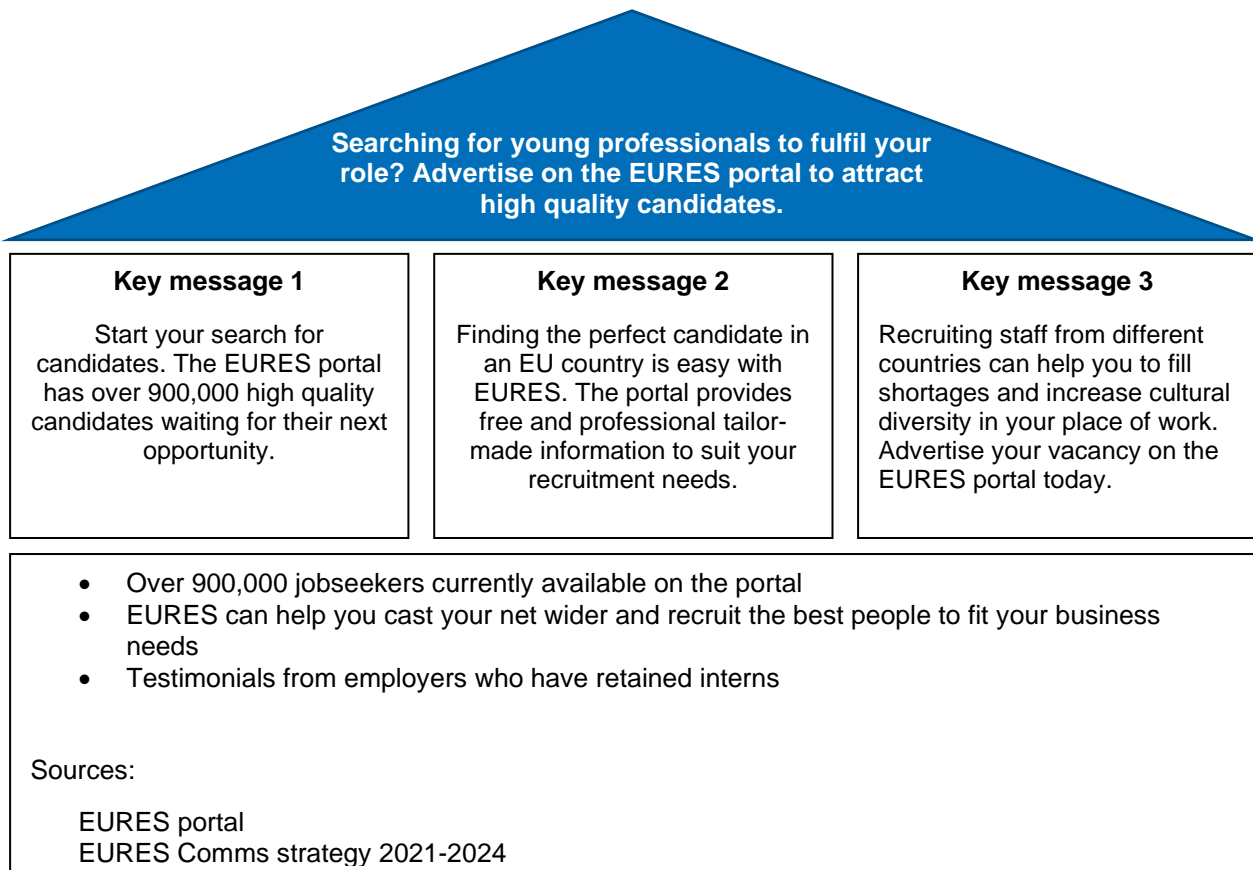 Searching for young professionals to fulfil your
role? Advertise on the EURES portal to attract
high quality candidates.
Key message 1
Start your search for
candidates. The EURES portal
has over 900,000 high quality
candidates waiting for their next
opportunity.
Key message 2
Finding the perfect candidate in
an EU country is easy with
EURES. The portal provides
free and professional tailor-
made information to suit your
recruitment needs.
Key message 3
Recruiting staff from different
countries can help you to fill
shortages and increase cultural
diversity in your place of work.
Advertise your vacancy on the
EURES portal today.
• Over 900,000 jobseekers currently available on the portal
• EURES can help you cast your net wider and recruit the best people to fit your business
needs
• Testimonials from employers who have retained interns
Sources:
EURES portal
EURES Comms strategy 2021-2024